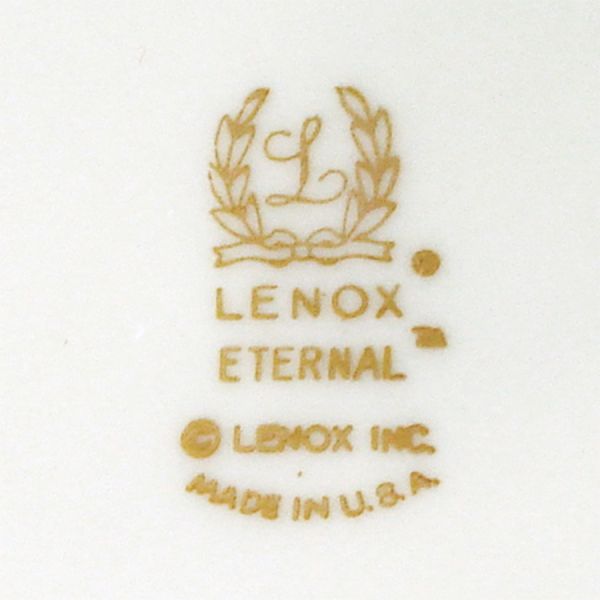 L
LENOX
ETERNAL
© LENOX INC.
MADE IN U.S.A.